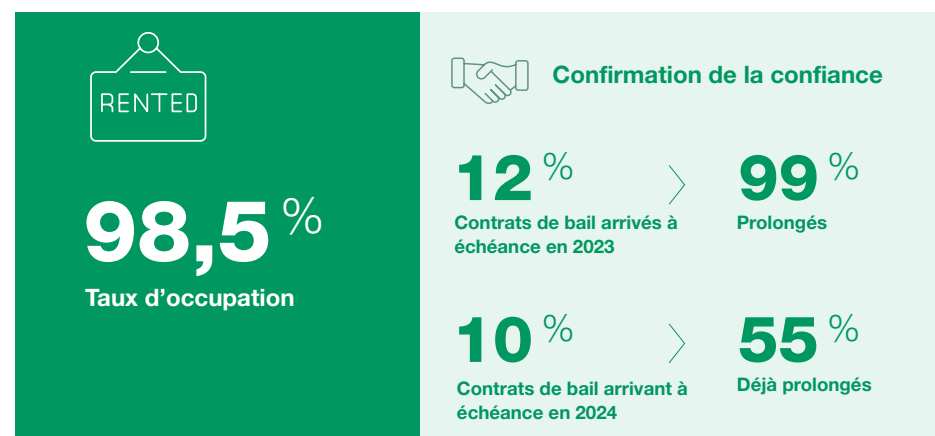 RENTED
98,5 %
Taux d’occupation
Confirmation de la confiance
12 %
Contrats de bail arrivés à
échéance en 2023
99 %
Prolongés
10 %
Contrats de bail arrivant à
échéance en 2024
55 %
Déjà prolongés